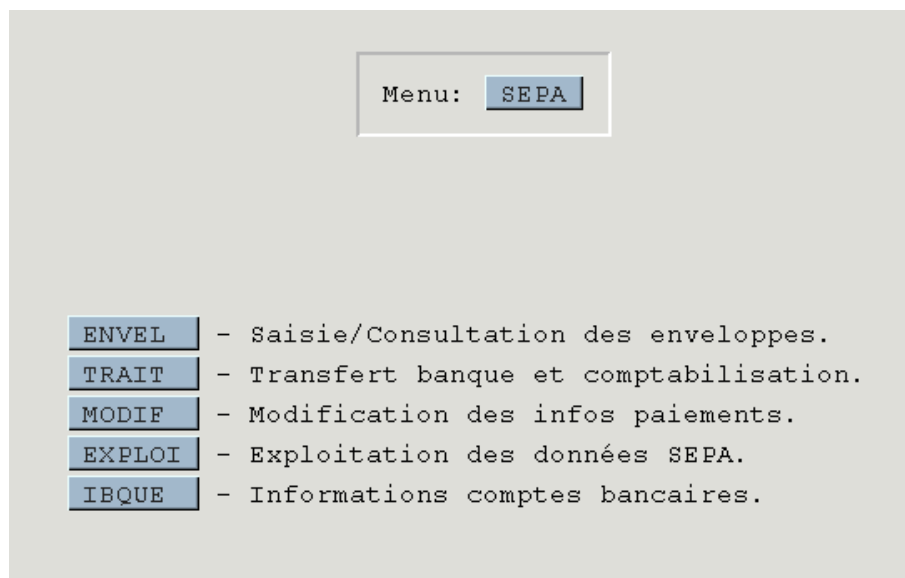 Menu: SEPA
ENVEL - Saisie/Consultation des enveloppes.
TRAIT - Transfert banque et comptabilisation.
MODIF - Modification des infos paiements.
EXPLOI - Exploitation des données SEPA.
IBQUE - Informations comptes bancaires.